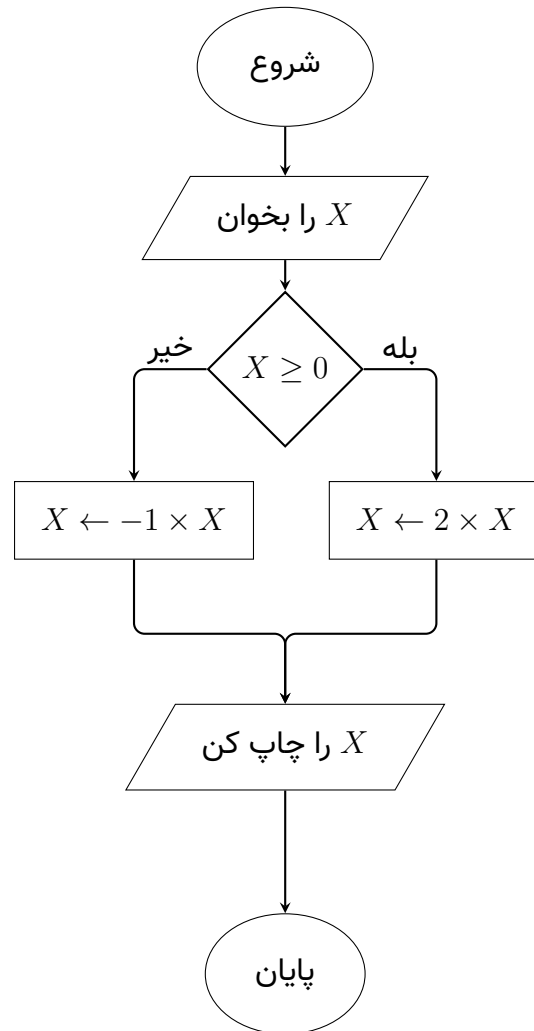 شروع
X را بخوان
X ≥ 0
بله
خیر
X ← 2 × X
X ← −1 × X
X را چاپ کن
پایان